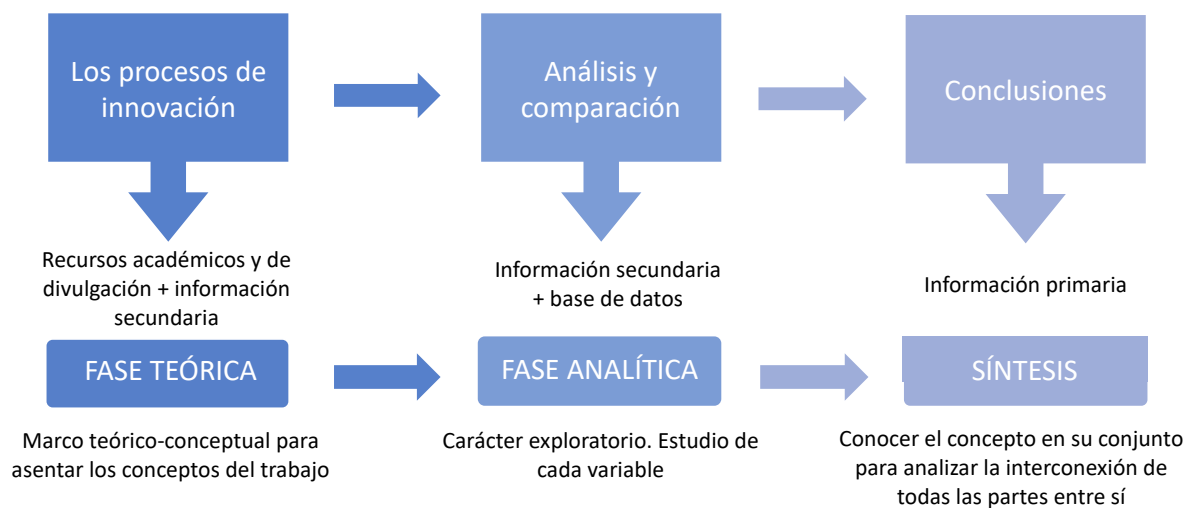 Los procesos de
innovación
Análisis y
comparación
Conclusiones
Recursos académicos y de
divulgación + información
secundaria
Información secundaria
+ base de datos
Información primaria
FASE TEÓRICA
FASE ANALÍTICA
SÍNTESIS
Marco teórico-conceptual para
asentar los conceptos del trabajo
Carácter exploratorio. Estudio de
cada variable
Conocer el concepto en su conjunto
para analizar la interconexión de
todas las partes entre sí